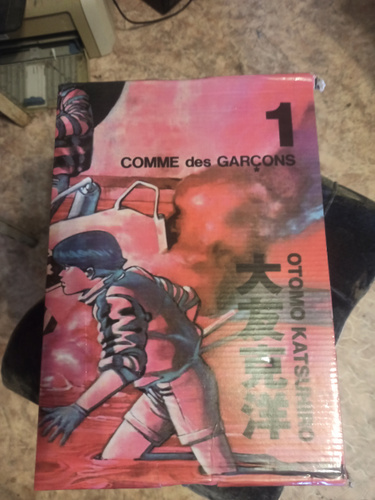 1
COMME des GARÇONS
OTOMO KATSUHIRO
大友克洋